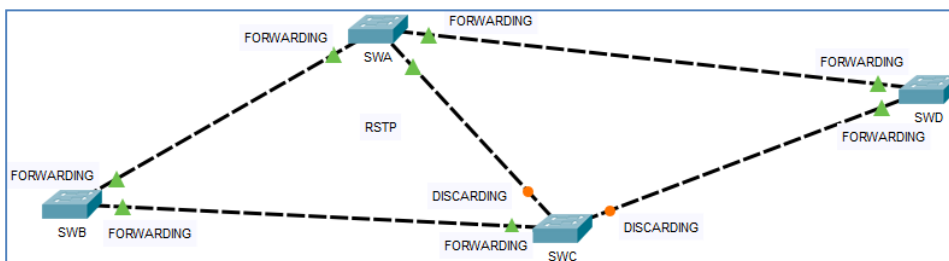 FORWARDING
FORWARDING
SWA
FORWARDING
SWD
RSTP
FORWARDING
FORWARDING
DISCARDING
SWB
FORWARDING
FORWARDING
SWC
DISCARDING